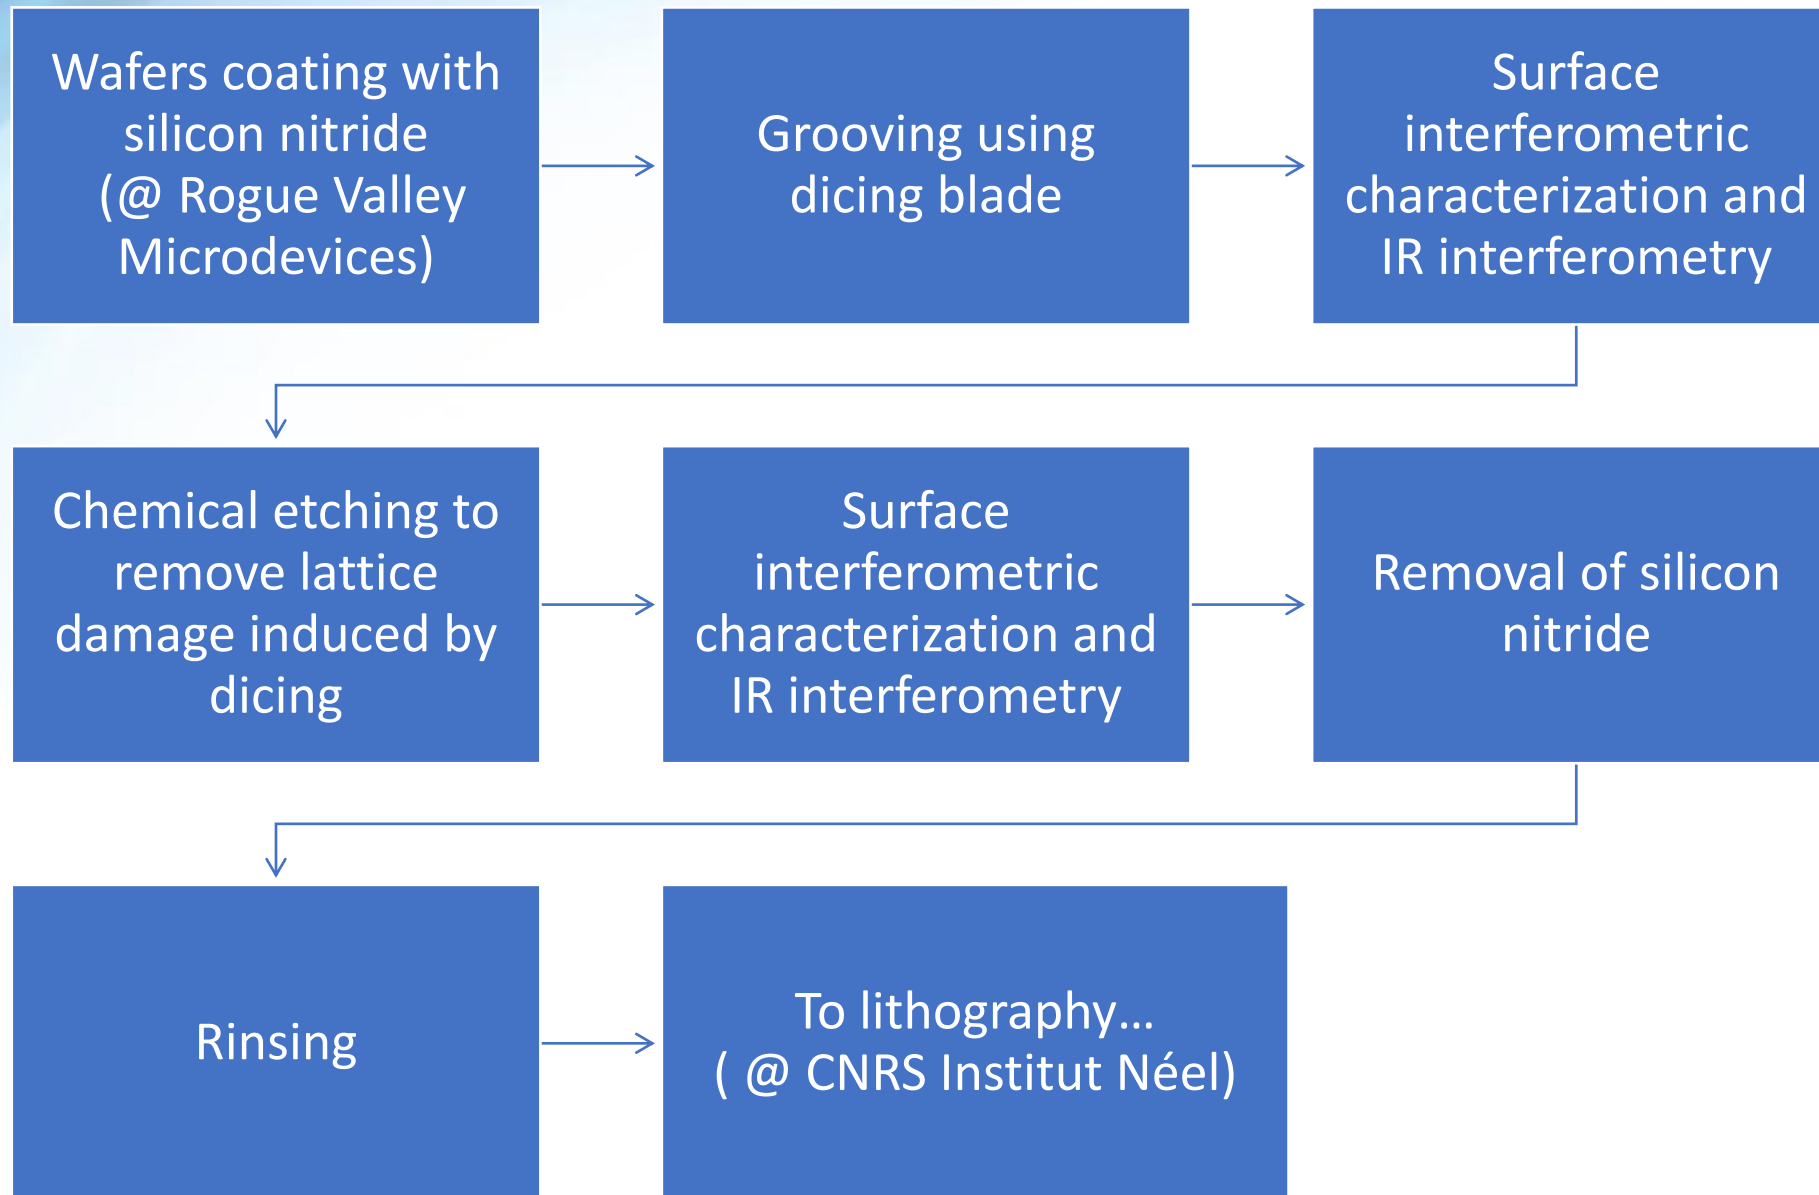 Wafers coating with
silicon nitride
(@ Rogue Valley
Microdevices)
Grooving using
dicing blade
Surface
interferometric
characterization and
IR interferometry
Chemical etching to
remove lattice
damage induced by
dicing
Surface
interferometric
characterization and
IR interferometry
Removal of silicon
nitride
Rinsing
To lithography…
( @ CNRS Institut Néel)